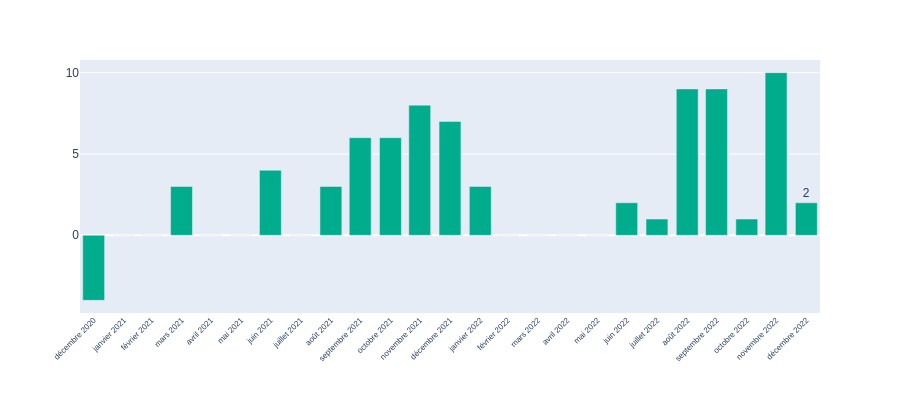 10
5
0
2
décembre 2020
janvier 2021
février 2021
mars 2021
avril 2021
mai 2021
juin 2021
juillet 2021
août 2021
septembre 2021
octobre 2021
novembre 2021
décembre 2021
janvier 2022
février 2022
mars 2022
avril 2022
mai 2022
juin 2022
juillet 2022
août 2022
septembre 2022
octobre 2022
novembre 2022
décembre 2022